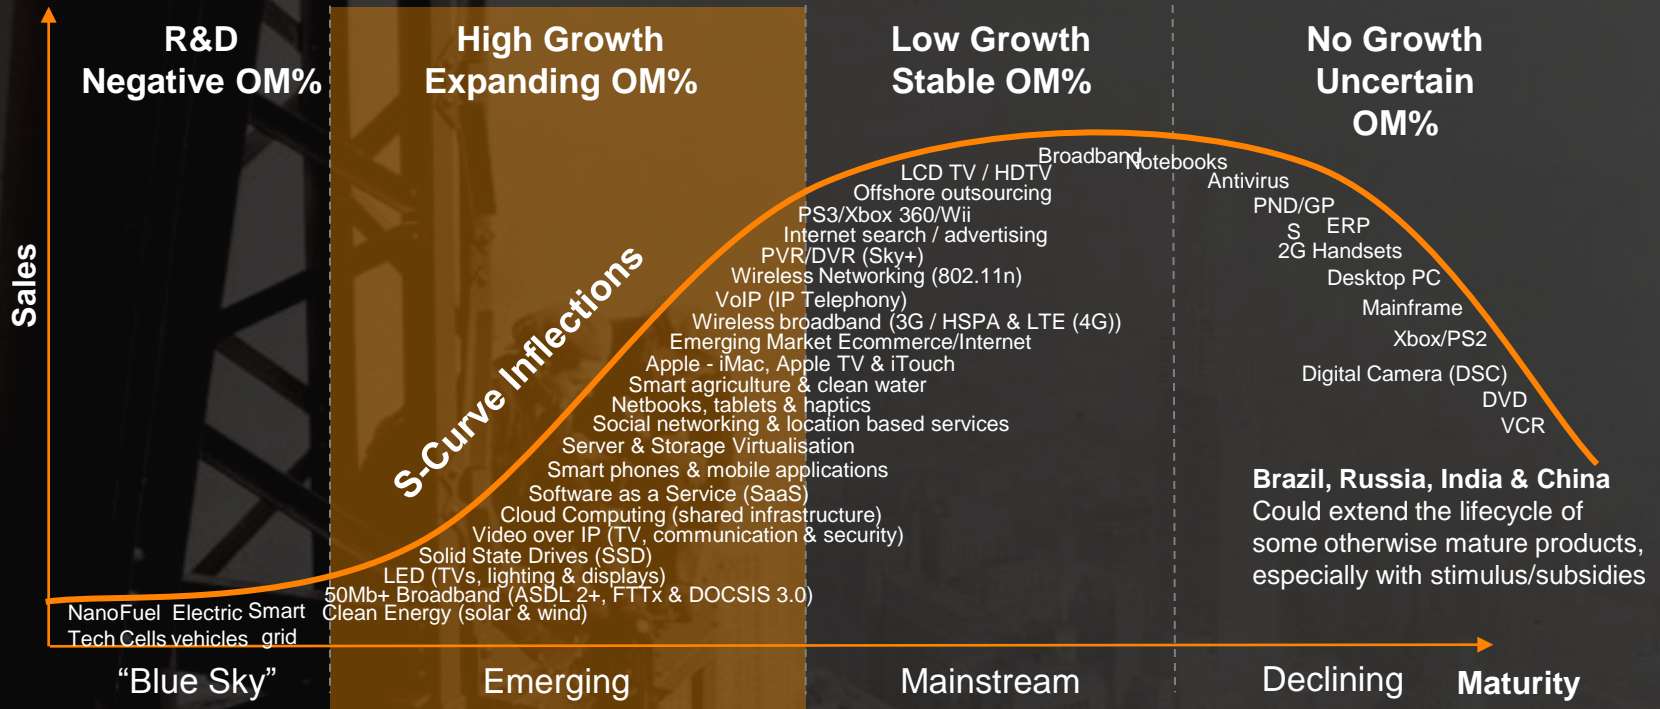 R&D
Negative OM%
High Growth
Expanding OM%
Low Growth
Stable OM%
No Growth
Uncertain
OM%
Sales
S-Curve Inflections
Broadband
Notebooks
LCD TV / HDTV
Antivirus
Offshore outsourcing
PND/GP
S
PS3/Xbox 360/Wii
ERP
Internet search / advertising
2G Handsets
PVR/DVR (Sky+)
Wireless Networking (802.11n)
Desktop PC
VoIP (IP Telephony)
Mainframe
Wireless broadband (3G / HSPA & LTE (4G))
Emerging Market Ecommerce/Internet
Xbox/PS2
Apple - iMac, Apple TV & iTouch
Digital Camera (DSC)
Smart agriculture & clean water
Netbooks, tablets & haptics
DVD
Social networking & location based services
VCR
Server & Storage Virtualisation
Smart phones & mobile applications
Software as a Service (SaaS)
Cloud Computing (shared infrastructure)
Video over IP (TV, communication & security)
Solid State Drives (SSD)
LED (TVs, lighting & displays)
50Mb+ Broadband (ASDL 2+, FTTx & DOCSIS 3.0)
Clean Energy (solar & wind)
Brazil, Russia, India & China
Could extend the lifecycle of
some otherwise mature products,
especially with stimulus/subsidies
Nano
Tech
Fuel
Cells
Electric
vehicles
Smart
grid
“Blue Sky”
Emerging
Mainstream
Declining
Maturity